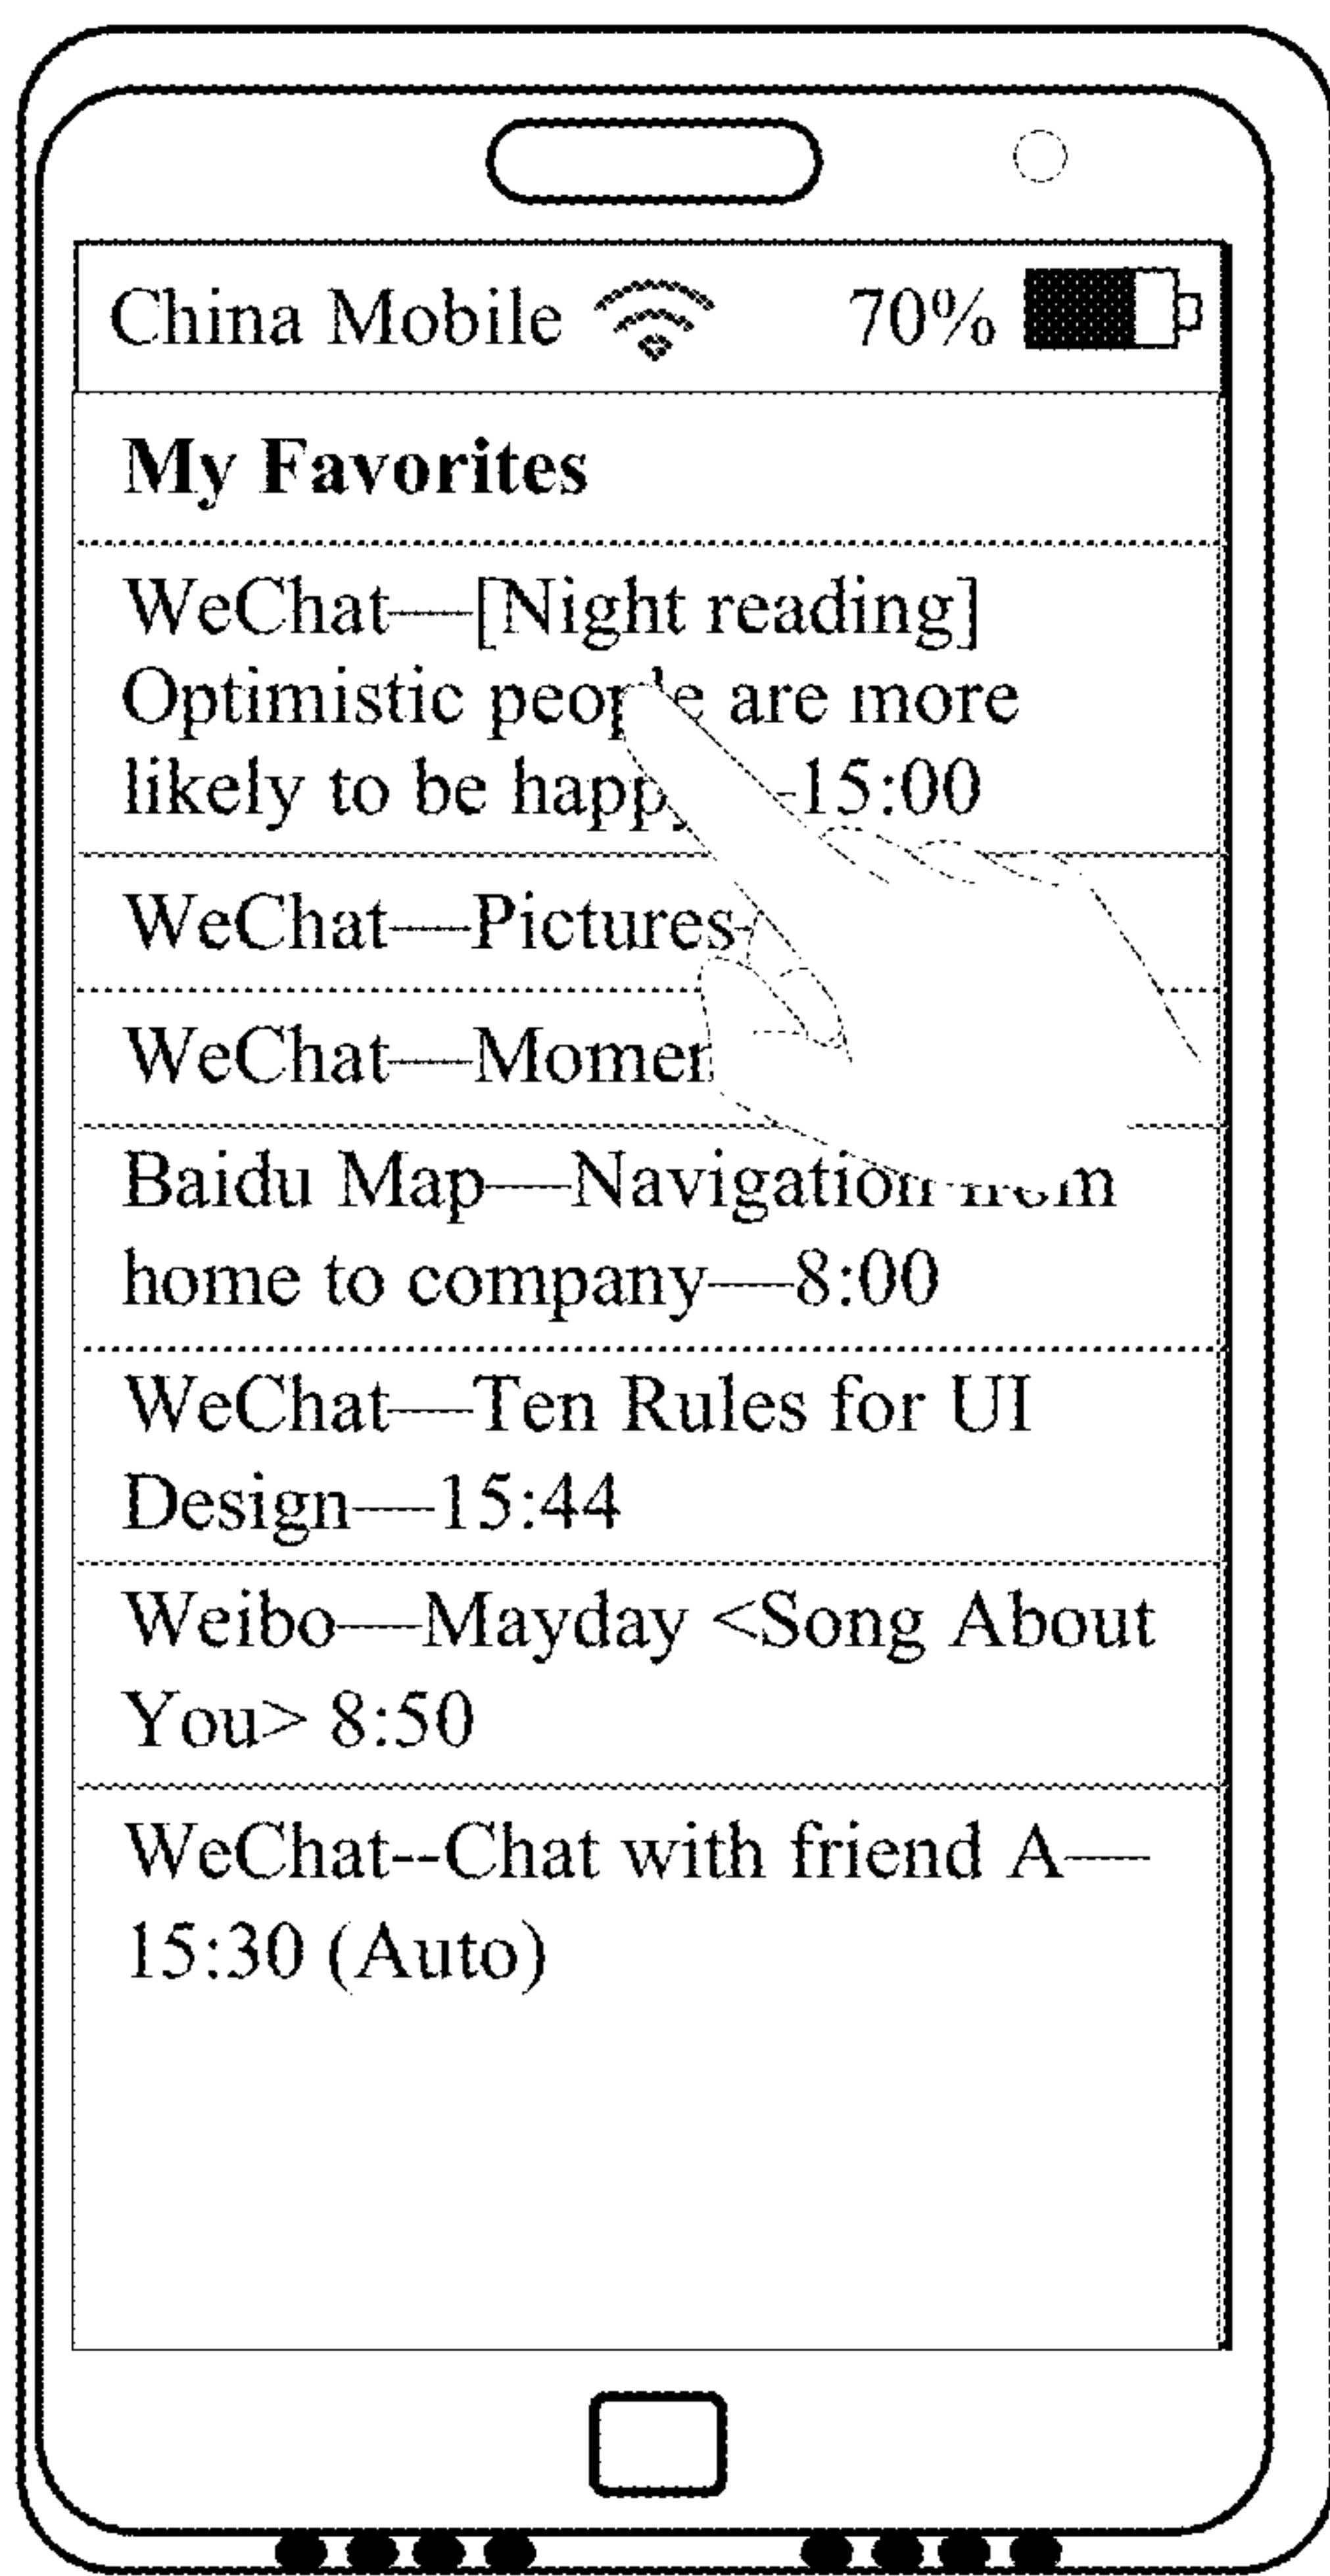 China Mobile 70%
My Favorites
WeChat—[Night reading]
Optimistic people are more
likely to be happy —15:00
WeChat—Pictures-
WeChat—
Baidu Map—Navigation from
home to company—8:00
WeChat—Ten Rules for UI
Design—15:44
Weibo—Mayday <Song About
You> 8:50
WeChat--Chat with friend A—
15:30 (Auto)